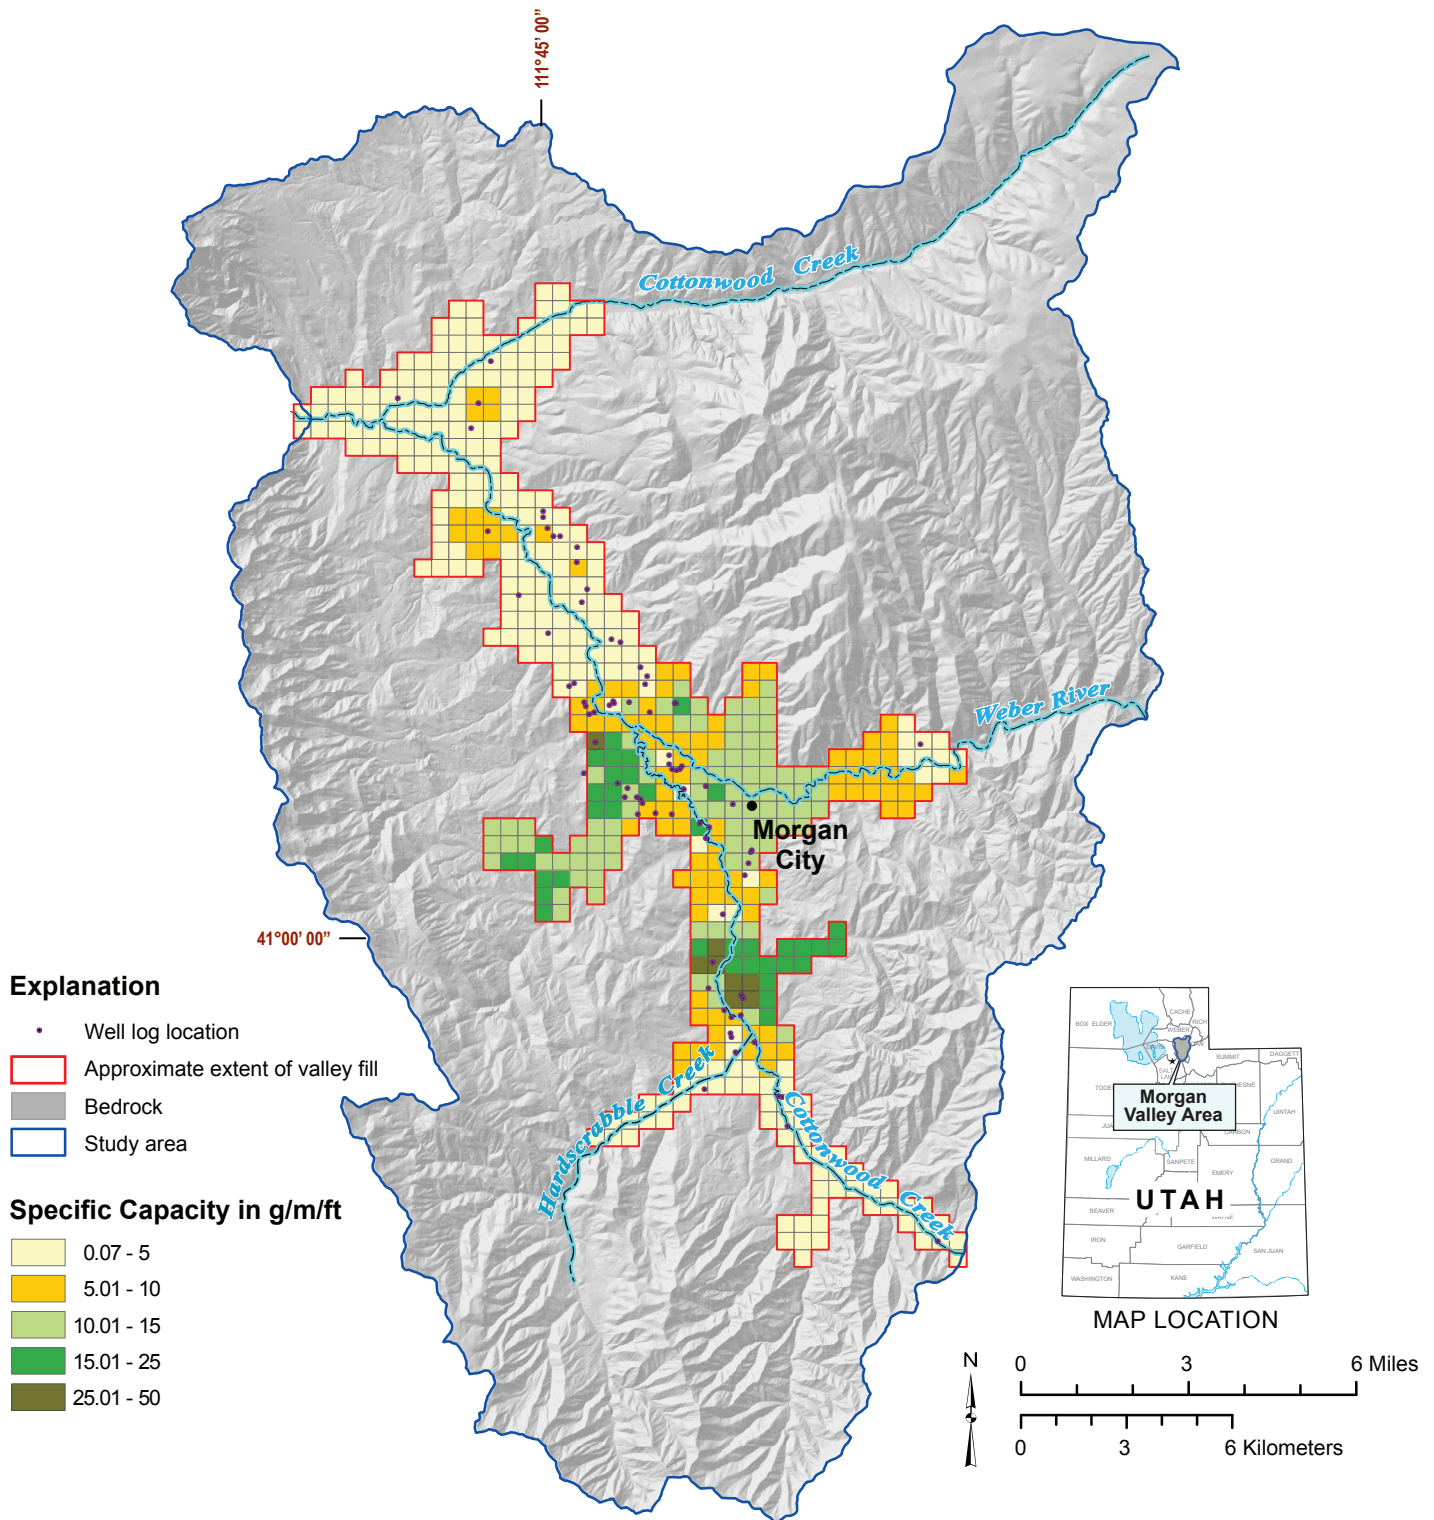 111°45' 00”
Cottonwood Creek
Weber River
Morgan
City
41°00' 00”
Hardscrabble Creek
Cottonwood Creek
Explanation
Well log location
Approximate extent of valley fill
Bedrock
Study area
Specific Capacity in g/m/ft
0.07 - 5
5.01 - 10
10.01 - 15
15.01 - 25
25.01 - 50
CACHE
BOX ELDER
RICH
WEBER
SUMMIT
DAGGETT
Morgan
Valley Area
UINTAH
CARBON
MILLARD
SANPETE
EMERY
GRAND
UTAH
BEAVER
IRON
GARFIELD
SAN JUAN
WASHINGTON
KANE
MAP LOCATION
N
0 3 6 Miles
0 3 6 Kilometers